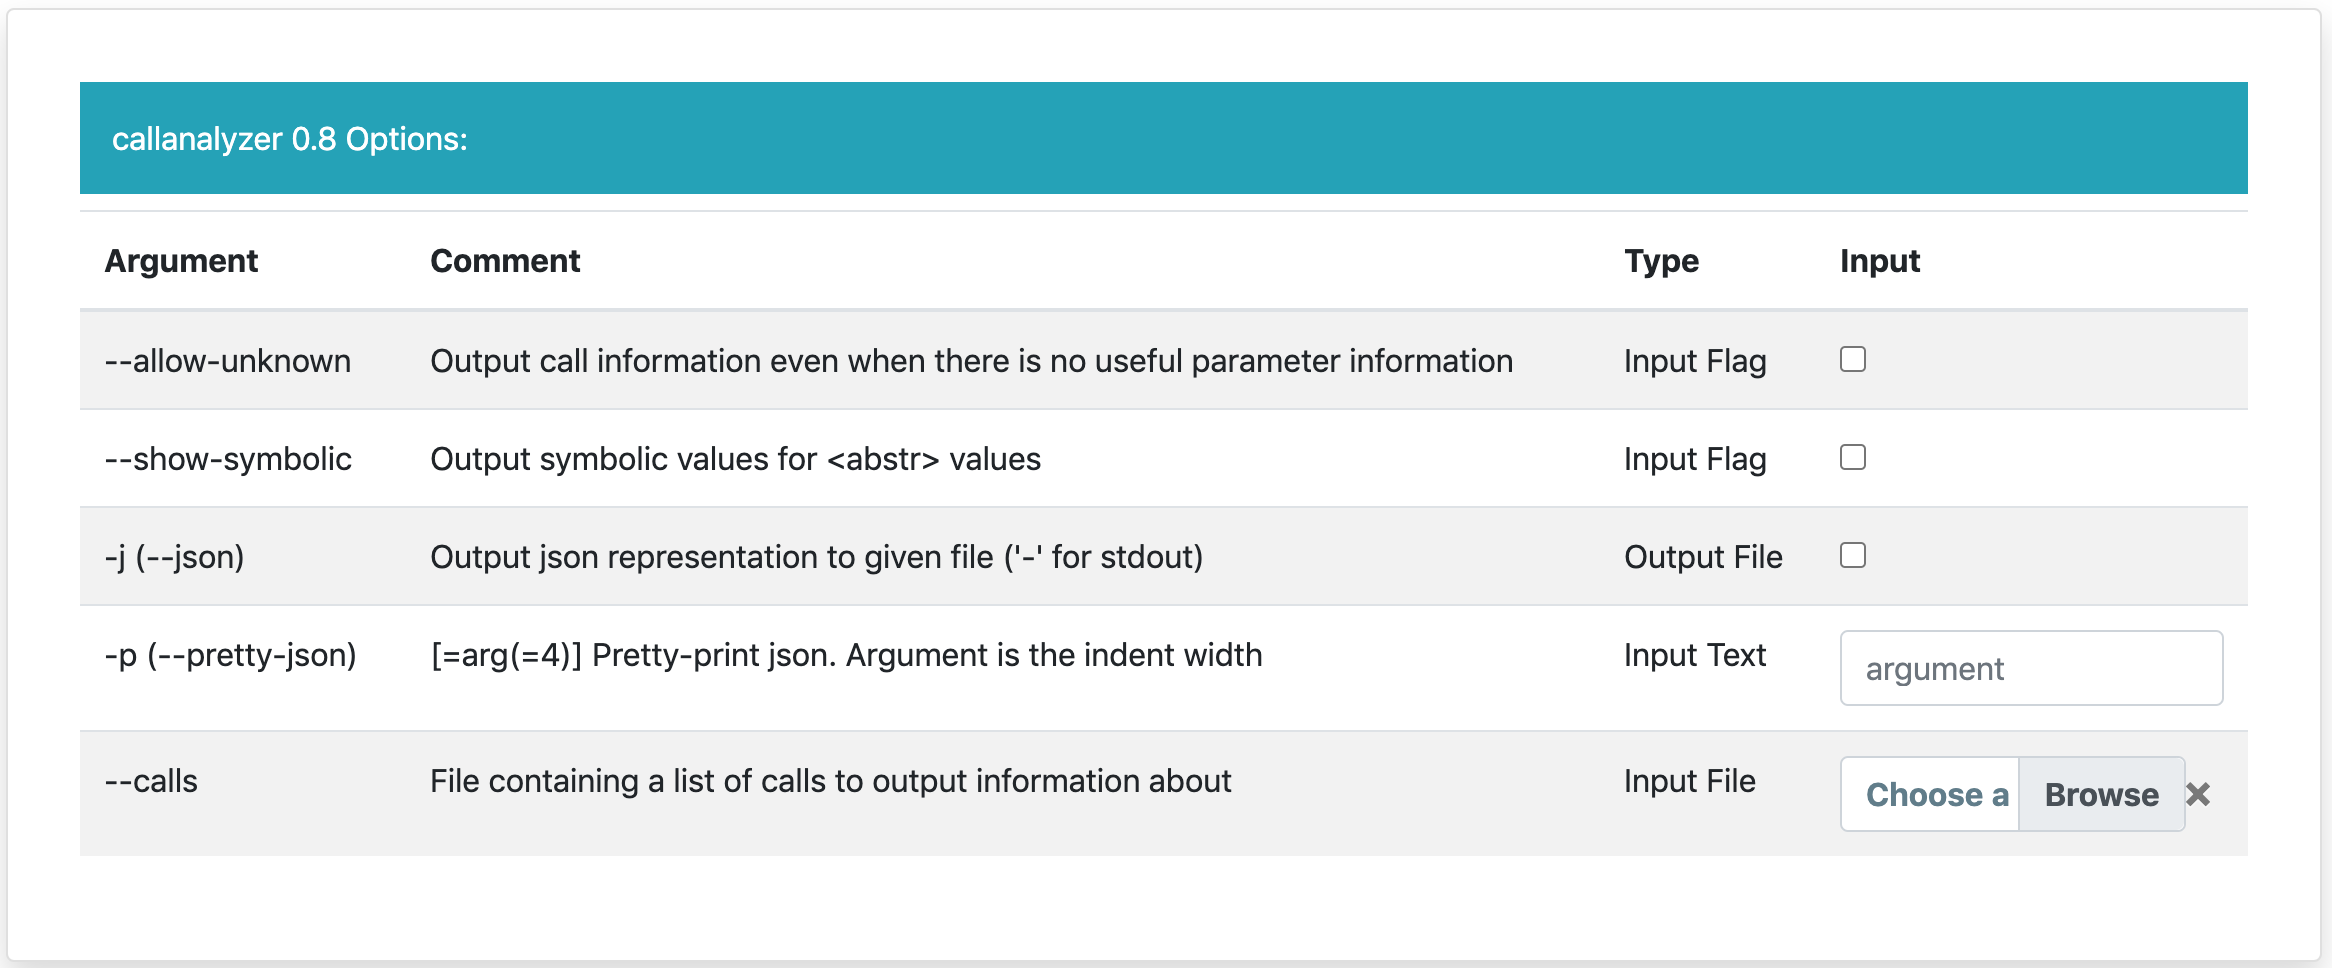 callanalyzer 0.8 Options:
Argument Comment Type Input
--allow-unknown Output call information even when there is no useful parameter information Input Flag
--show-symbolic Output symbolic values for <abstr> values Input Flag
-j (--json) Output json representation to given file ('-' for stdout) Output File
-p (--pretty-json) [=arg(=4)] Pretty-print json. Argument is the indent width Input Text argument
--calls File containing a list of calls to output information about Input File Choose a Browse ×